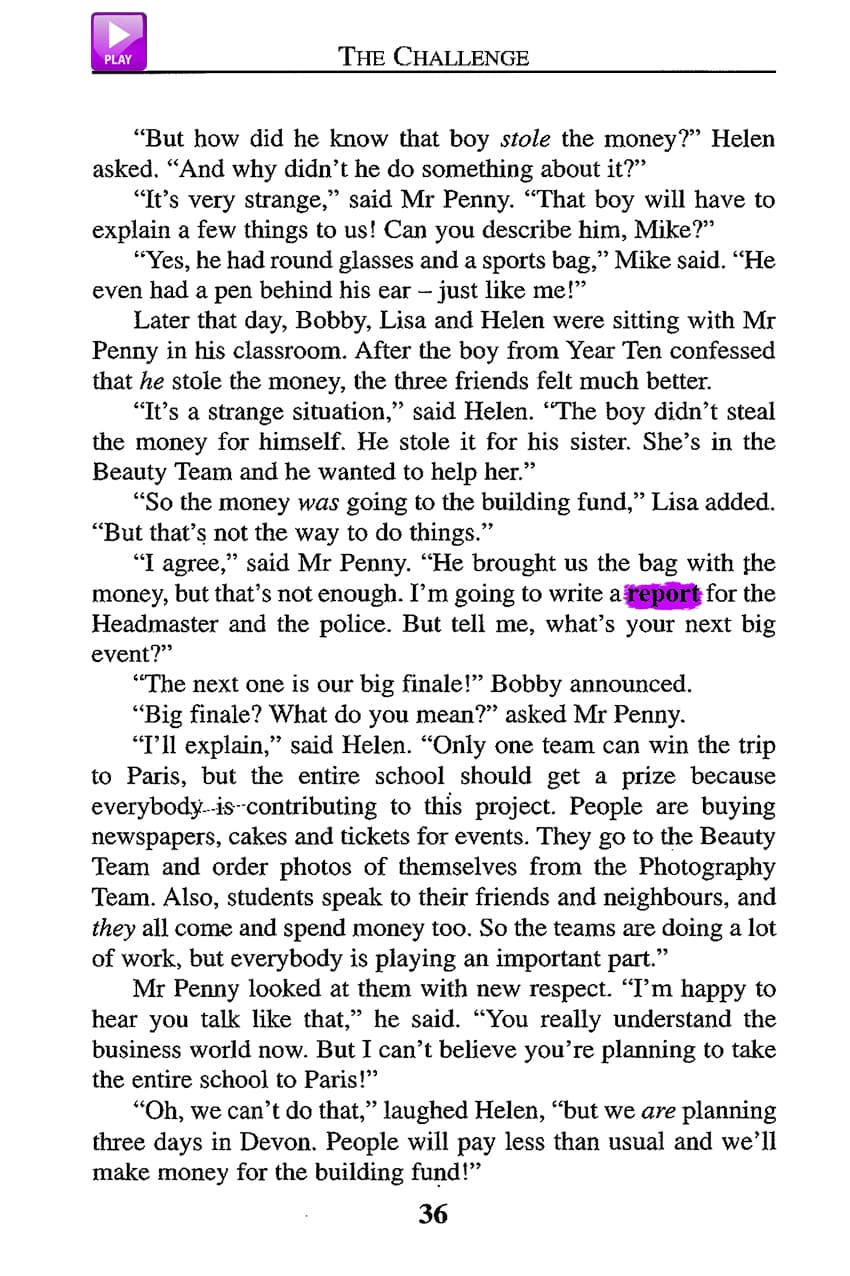 PLAY
THE CHALLENGE
“But how did he know that boy stole the money?” Helen
asked. “And why didn’t he do something about it?”
“It’s very strange,” said Mr Penny. “That boy will have to
explain a few things to us! Can you describe him, Mike?”
“Yes, he had round glasses and a sports bag,” Mike said. “He
even had a pen behind his ear – just like me!”
Later that day, Bobby, Lisa and Helen were sitting with Mr
Penny in his classroom. After the boy from Year Ten confessed
that he stole the money, the three friends felt much better.
“It’s a strange situation,” said Helen. “The boy didn’t steal
the money for himself. He stole it for his sister. She’s in the
Beauty Team and he wanted to help her.”
“So the money was going to the building fund,” Lisa added.
“But that’s not the way to do things.”
“I agree,” said Mr Penny. “He brought us the bag with the
money, but that’s not enough. I’m going to write a report for the
Headmaster and the police. But tell me, what’s your next big
event?”
“The next one is our big finale!” Bobby announced.
“Big finale? What do you mean?” asked Mr Penny.
“I’ll explain,” said Helen. “Only one team can win the trip
to Paris, but the entire school should get a prize because
everybody is contributing to this project. People are buying
newspapers, cakes and tickets for events. They go to the Beauty
Team and order photos of themselves from the Photography
Team. Also, students speak to their friends and neighbours, and
they all come and spend money too. So the teams are doing a lot
of work, but everybody is playing an important part.”
Mr Penny looked at them with new respect. “I’m happy to
hear you talk like that,” he said. “You really understand the
business world now. But I can’t believe you’re planning to take
the entire school to Paris!”
“Oh, we can’t do that,” laughed Helen, “but we are planning
three days in Devon. People will pay less than usual and we’ll
make money for the building fund!”
36